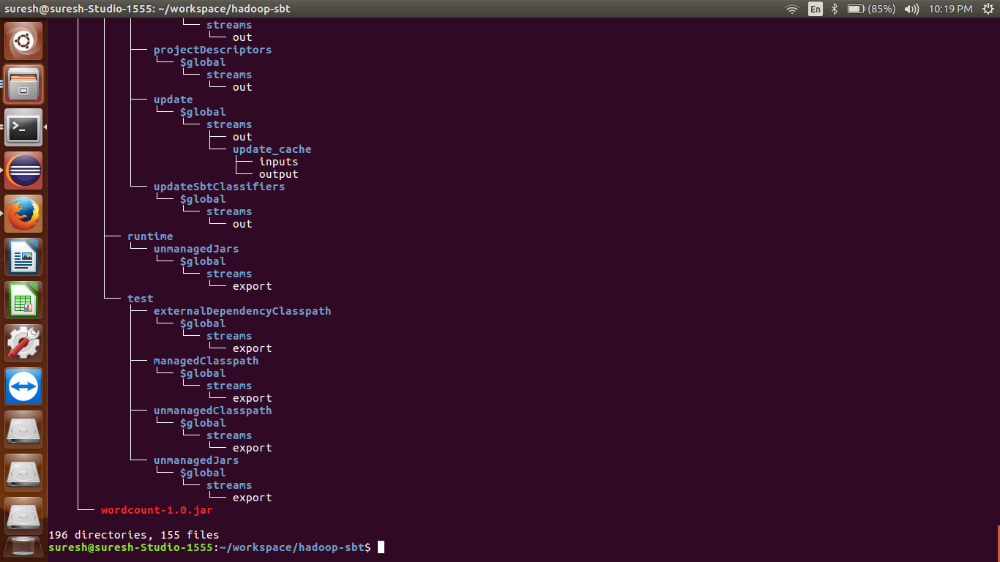 suresh@suresh-Studio-1555: ~/workspace/hadoop-sbt En (85%) 10:19 PM
streams
out
projectDescriptors
$global
streams
out
update
$global
streams
out
update_cache
inputs
output
updateSbtClassifiers
$global
streams
out
runtime
unmanagedJars
$global
streams
export
test
externalDependencyClasspath
$global
streams
export
managedClasspath
$global
streams
export
unmanagedClasspath
$global
streams
export
unmanagedJars
$global
streams
export
wordcount-1.0.jar
196 directories, 155 files
suresh@suresh-Studio-1555:~/workspace/hadoop-sbt$